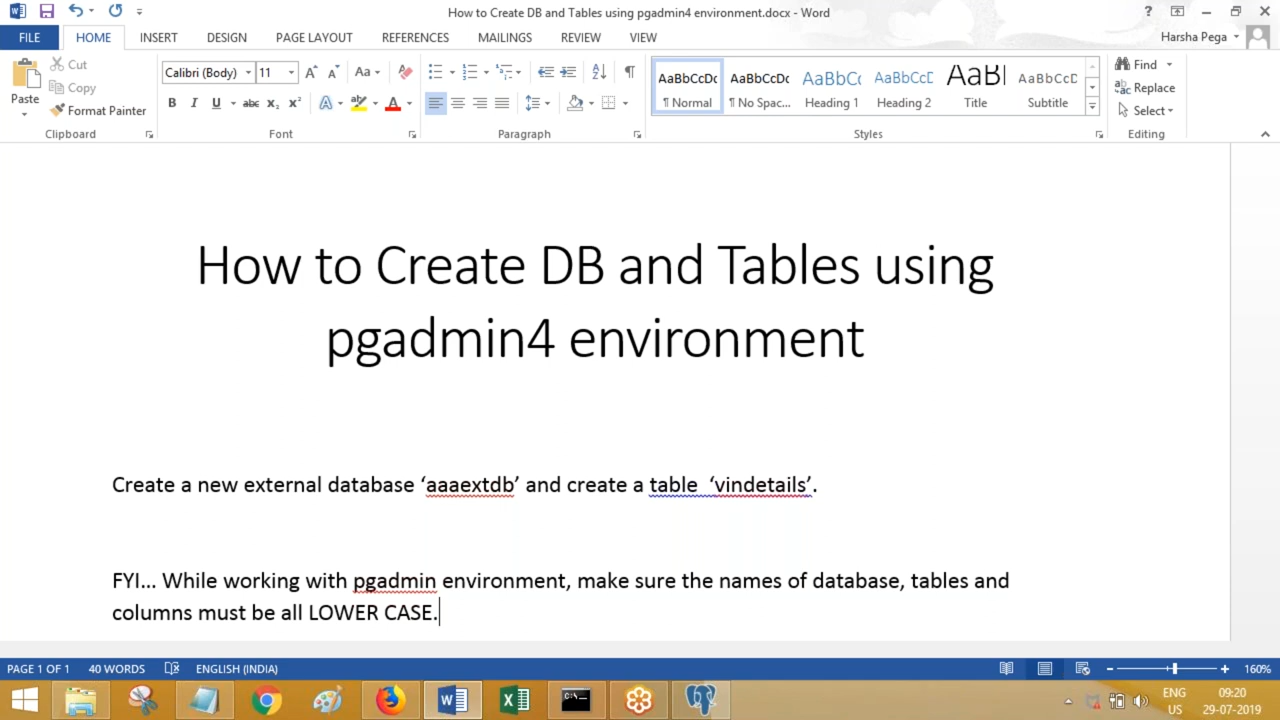 How to Create DB and Tables using pgadmin4 environment.docx - Word
FILE HOME INSERT DESIGN PAGE LAYOUT REFERENCES MAILINGS REVIEW VIEW Harsha Pega
Cut
Copy
Format Painter
Paste
Clipboard
Calibri (Body) 11
Font
Paragraph
AaBbCcDc AaBbCcDc AaBbCc AaBbCcD AaB AaBbCcD
¶ Normal ¶ No Spac... Heading 1 Heading 2 Title Subtitle
Styles
Find
Replace
Select
Editing
How to Create DB and Tables using
pgadmin4 environment
Create a new external database ‘aaaextdb’ and create a table ‘vindetails’.
FYI… While working with pgadmin environment, make sure the names of database, tables and
columns must be all LOWER CASE.
PAGE 1 OF 1 40 WORDS ENGLISH (INDIA) 160%
ENG 09:20
US 29-07-2019